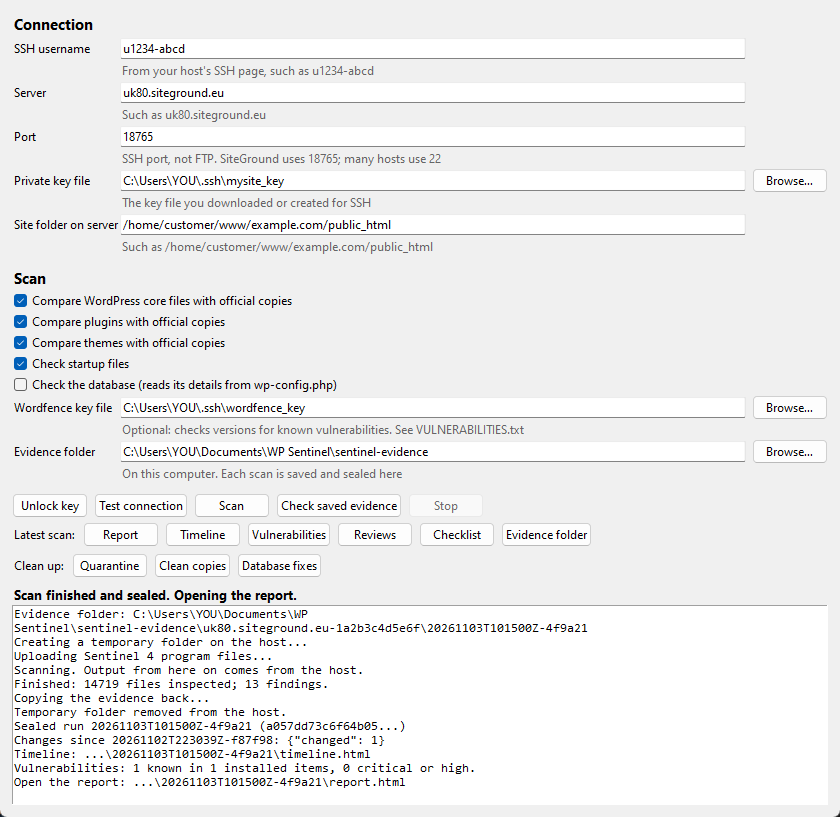 Connection
SSH username u1234-abcd
From your host's SSH page, such as u1234-abcd
Server uk80.siteground.eu
Such as uk80.siteground.eu
Port 18765
SSH port, not FTP. SiteGround uses 18765; many hosts use 22
Private key file C:\Users\YOU\.ssh\mysite_key Browse...
The key file you downloaded or created for SSH
Site folder on server /home/customer/www/example.com/public_html
Such as /home/customer/www/example.com/public_html
Scan
Compare WordPress core files with official copies
Compare plugins with official copies
Compare themes with official copies
Check startup files
Check the database (reads its details from wp-config.php)
Wordfence key file C:\Users\YOU\.ssh\wordfence_key Browse...
Optional: checks versions for known vulnerabilities. See VULNERABILITIES.txt
Evidence folder C:\Users\YOU\Documents\WP Sentinel\sentinel-evidence Browse...
On this computer. Each scan is saved and sealed here
Unlock key Test connection Scan Check saved evidence Stop
Latest scan: Report Timeline Vulnerabilities Reviews Checklist Evidence folder
Clean up: Quarantine Clean copies Database fixes
Scan finished and sealed. Opening the report.
Evidence folder: C:\Users\YOU\Documents\WP
Sentinel\sentinel-evidence\uk80.siteground.eu-1a2b3c4d5e6f\20261103T101500Z-4f9a21
Creating a temporary folder on the host...
Uploading Sentinel 4 program files...
Scanning. Output from here on comes from the host.
Finished: 14719 files inspected; 13 findings.
Copying the evidence back...
Temporary folder removed from the host.
Sealed run 20261103T101500Z-4f9a21 (a057dd73c6f64b05...)
Changes since 20261102T223039Z-f87f98: {"changed": 1}
Timeline: ...\20261103T101500Z-4f9a21\timeline.html
Vulnerabilities: 1 known in 1 installed items, 0 critical or high.
Open the report: ...\20261103T101500Z-4f9a21\report.html